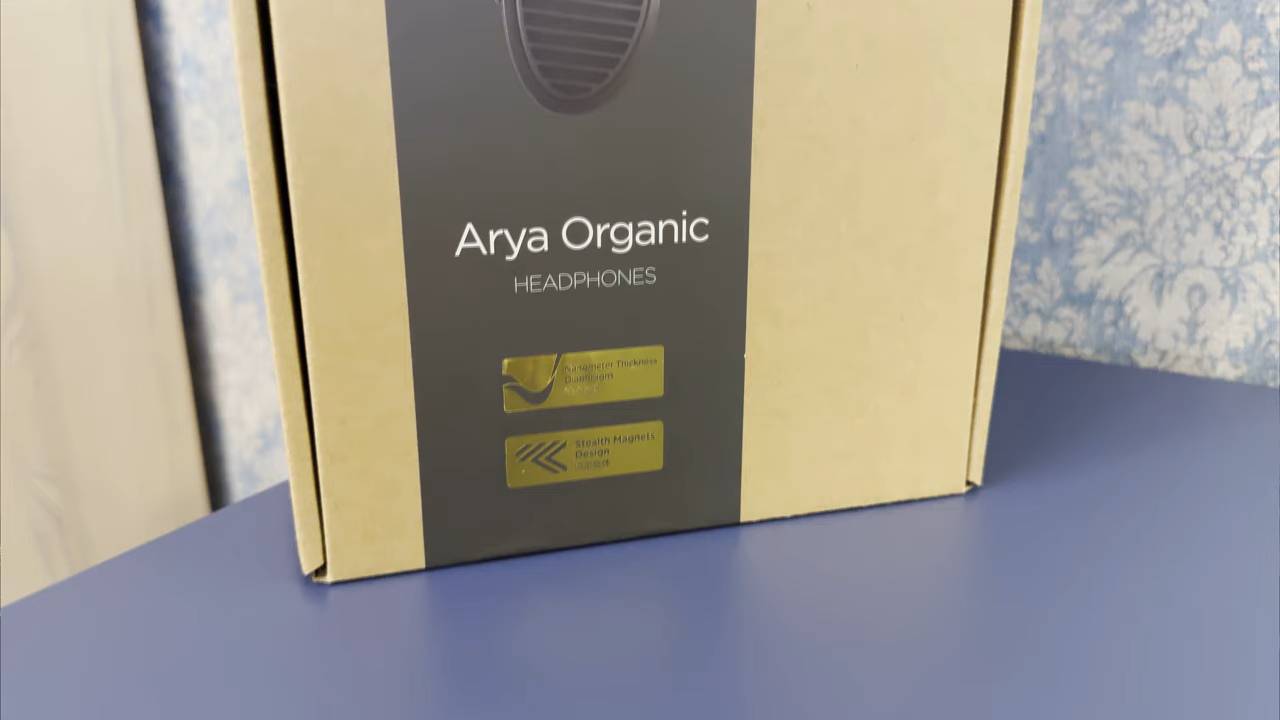 Arya Organic
HEADPHONES
Nanometer Thickness
Diaphragm
Stealth Magnets
Design